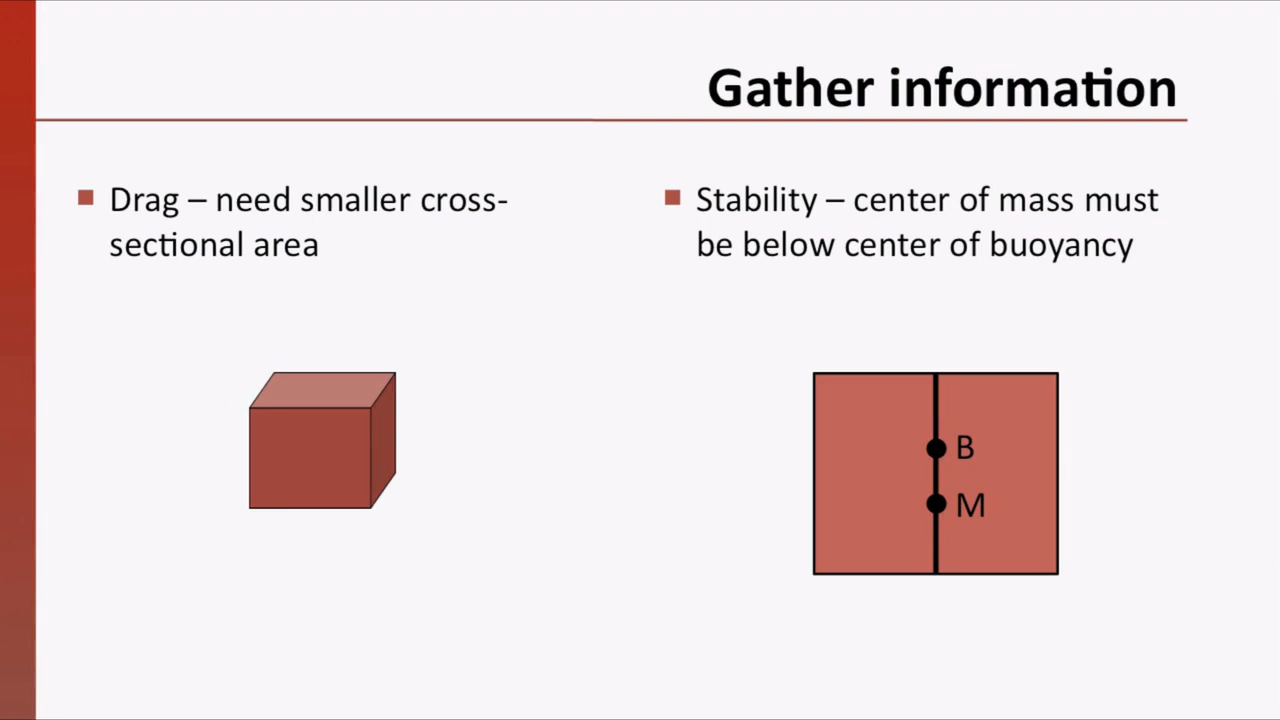 Gather information
Drag – need smaller cross-
sectional area
Stability – center of mass must
be below center of buoyancy
B
M